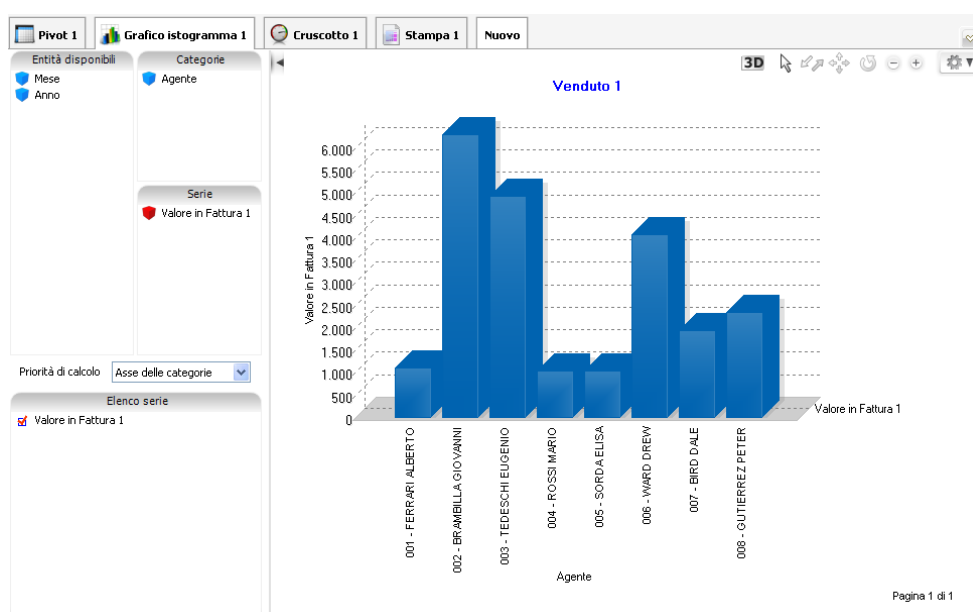 Pivot 1
Grafico istogramma 1
Cruscotto 1
Stampa 1
Nuovo
Entità disponibili
Mese
Anno
Categorie
Agente
Serie
Valore in Fattura 1
Priorità di calcolo
Asse delle categorie
Elenco serie
Valore in Fattura 1
3D
Venduto 1
Valore in Fattura 1
6.000
5.500
5.000
4.500
4.000
3.500
3.000
2.500
2.000
1.500
1.000
500
0
Valore in Fattura 1
001 - FERRARI ALBERTO
002 - BRAMBILLA GIOVANNI
003 - TEDESCHI EUGENIO
004 - ROSSI MARIO
005 - SORDA ELISA
006 - WARD DREW
007 - BIRD DALE
008 - GUTIERREZ PETER
Agente
Pagina 1 di 1